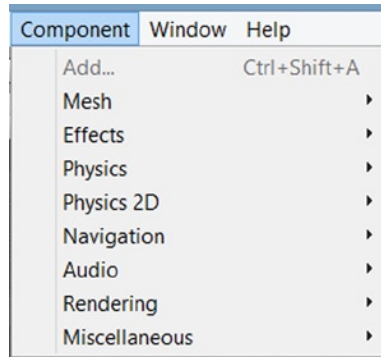 Component Window Help
Add... Ctrl+Shift+A
Mesh
Effects
Physics
Physics 2D
Navigation
Audio
Rendering
Miscellaneous